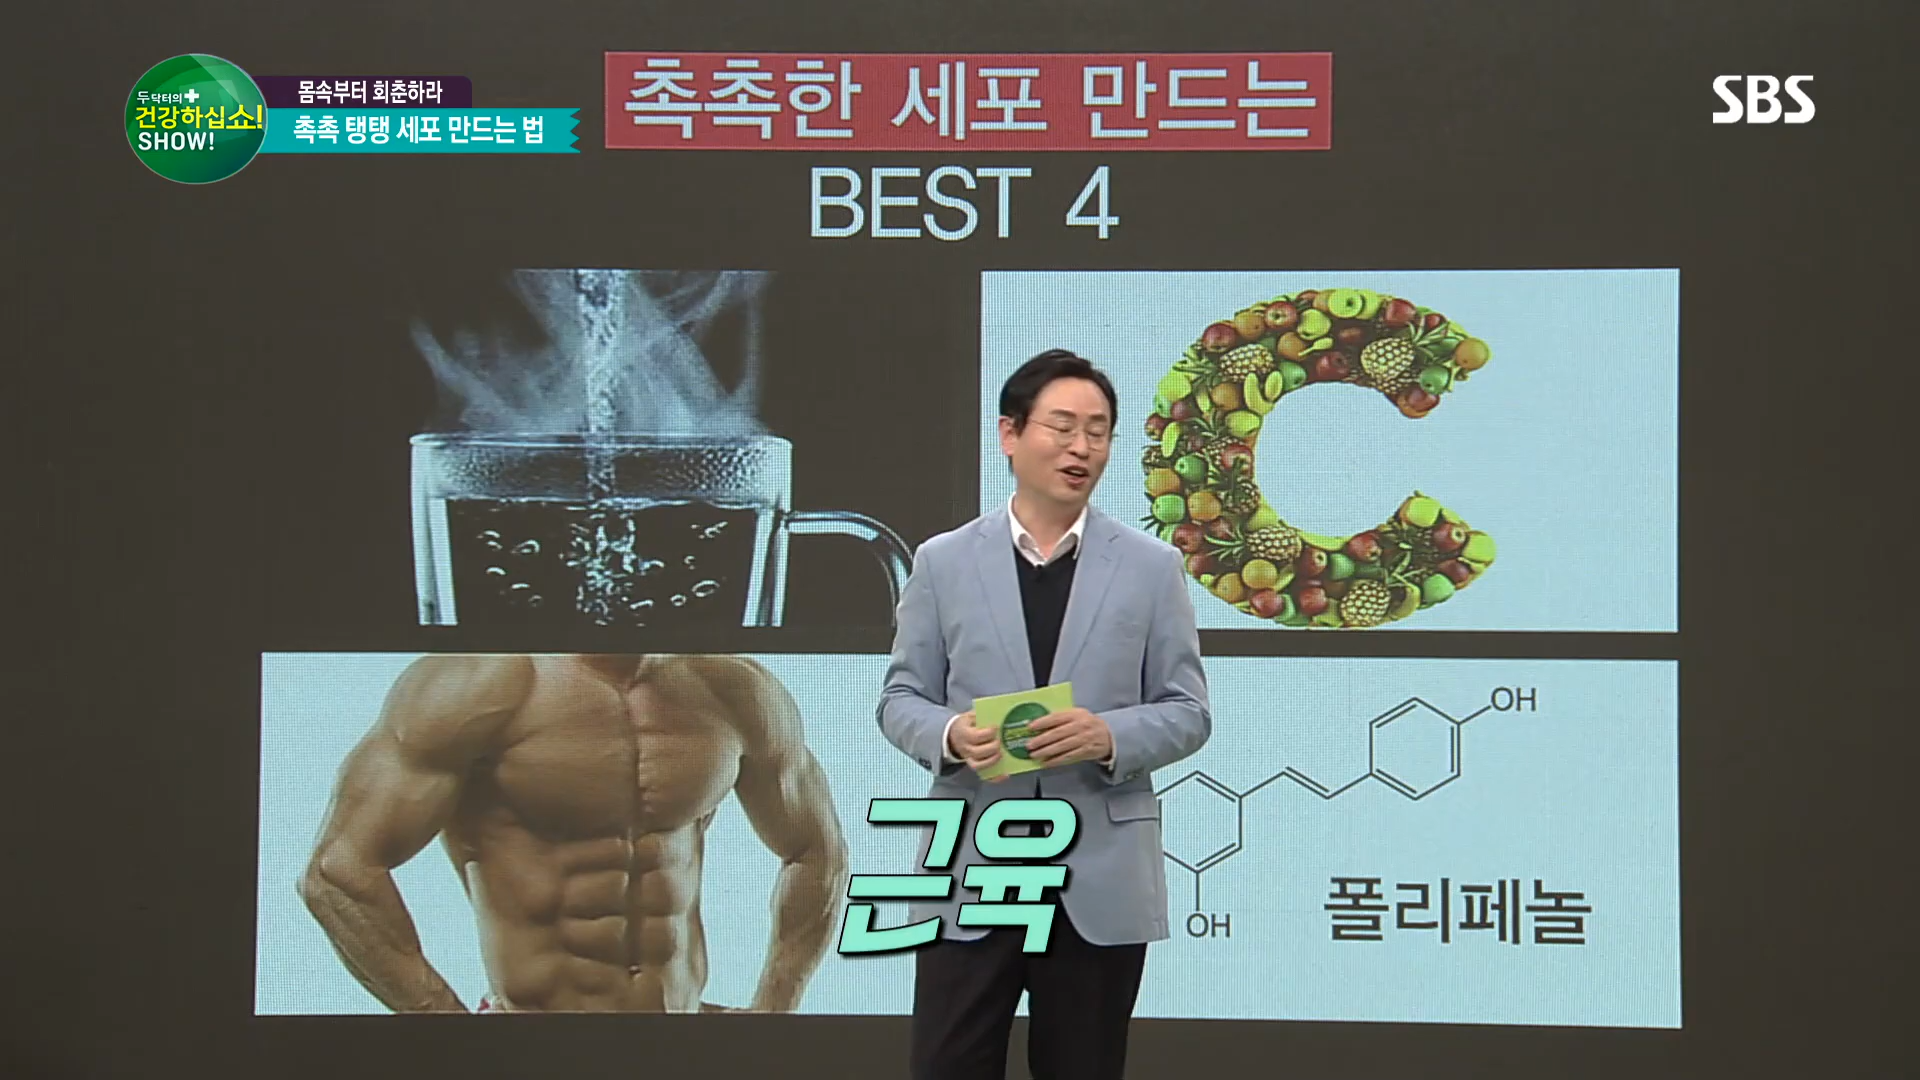 두닥터의
건강하십쇼!
SHOW!
몸속부터 회춘하라
촉촉 탱탱 세포 만드는 법
촉촉한 세포 만드는
BEST 4
SBS
OH
OH
폴리페놀
근육